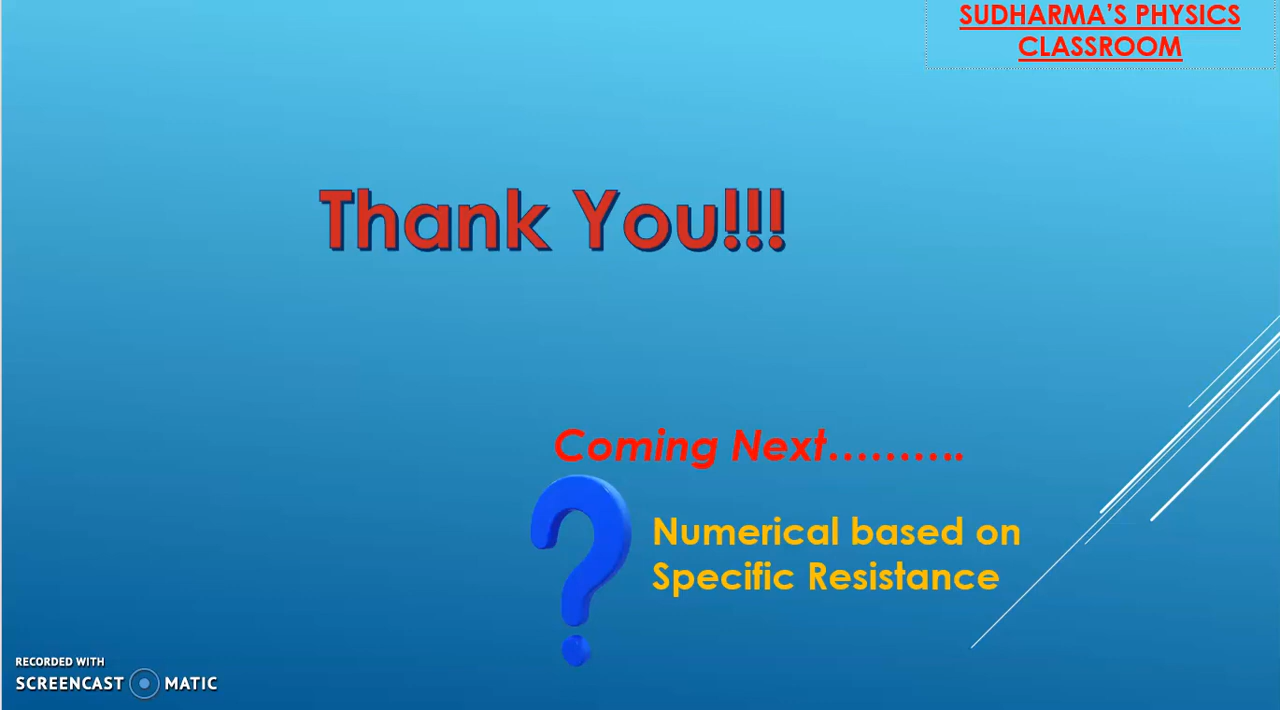 SUDHARMA’S PHYSICS
CLASSROOM
Thank You!!!
Coming Next……….
Numerical based on
Specific Resistance
RECORDED WITH
SCREENCAST MATIC